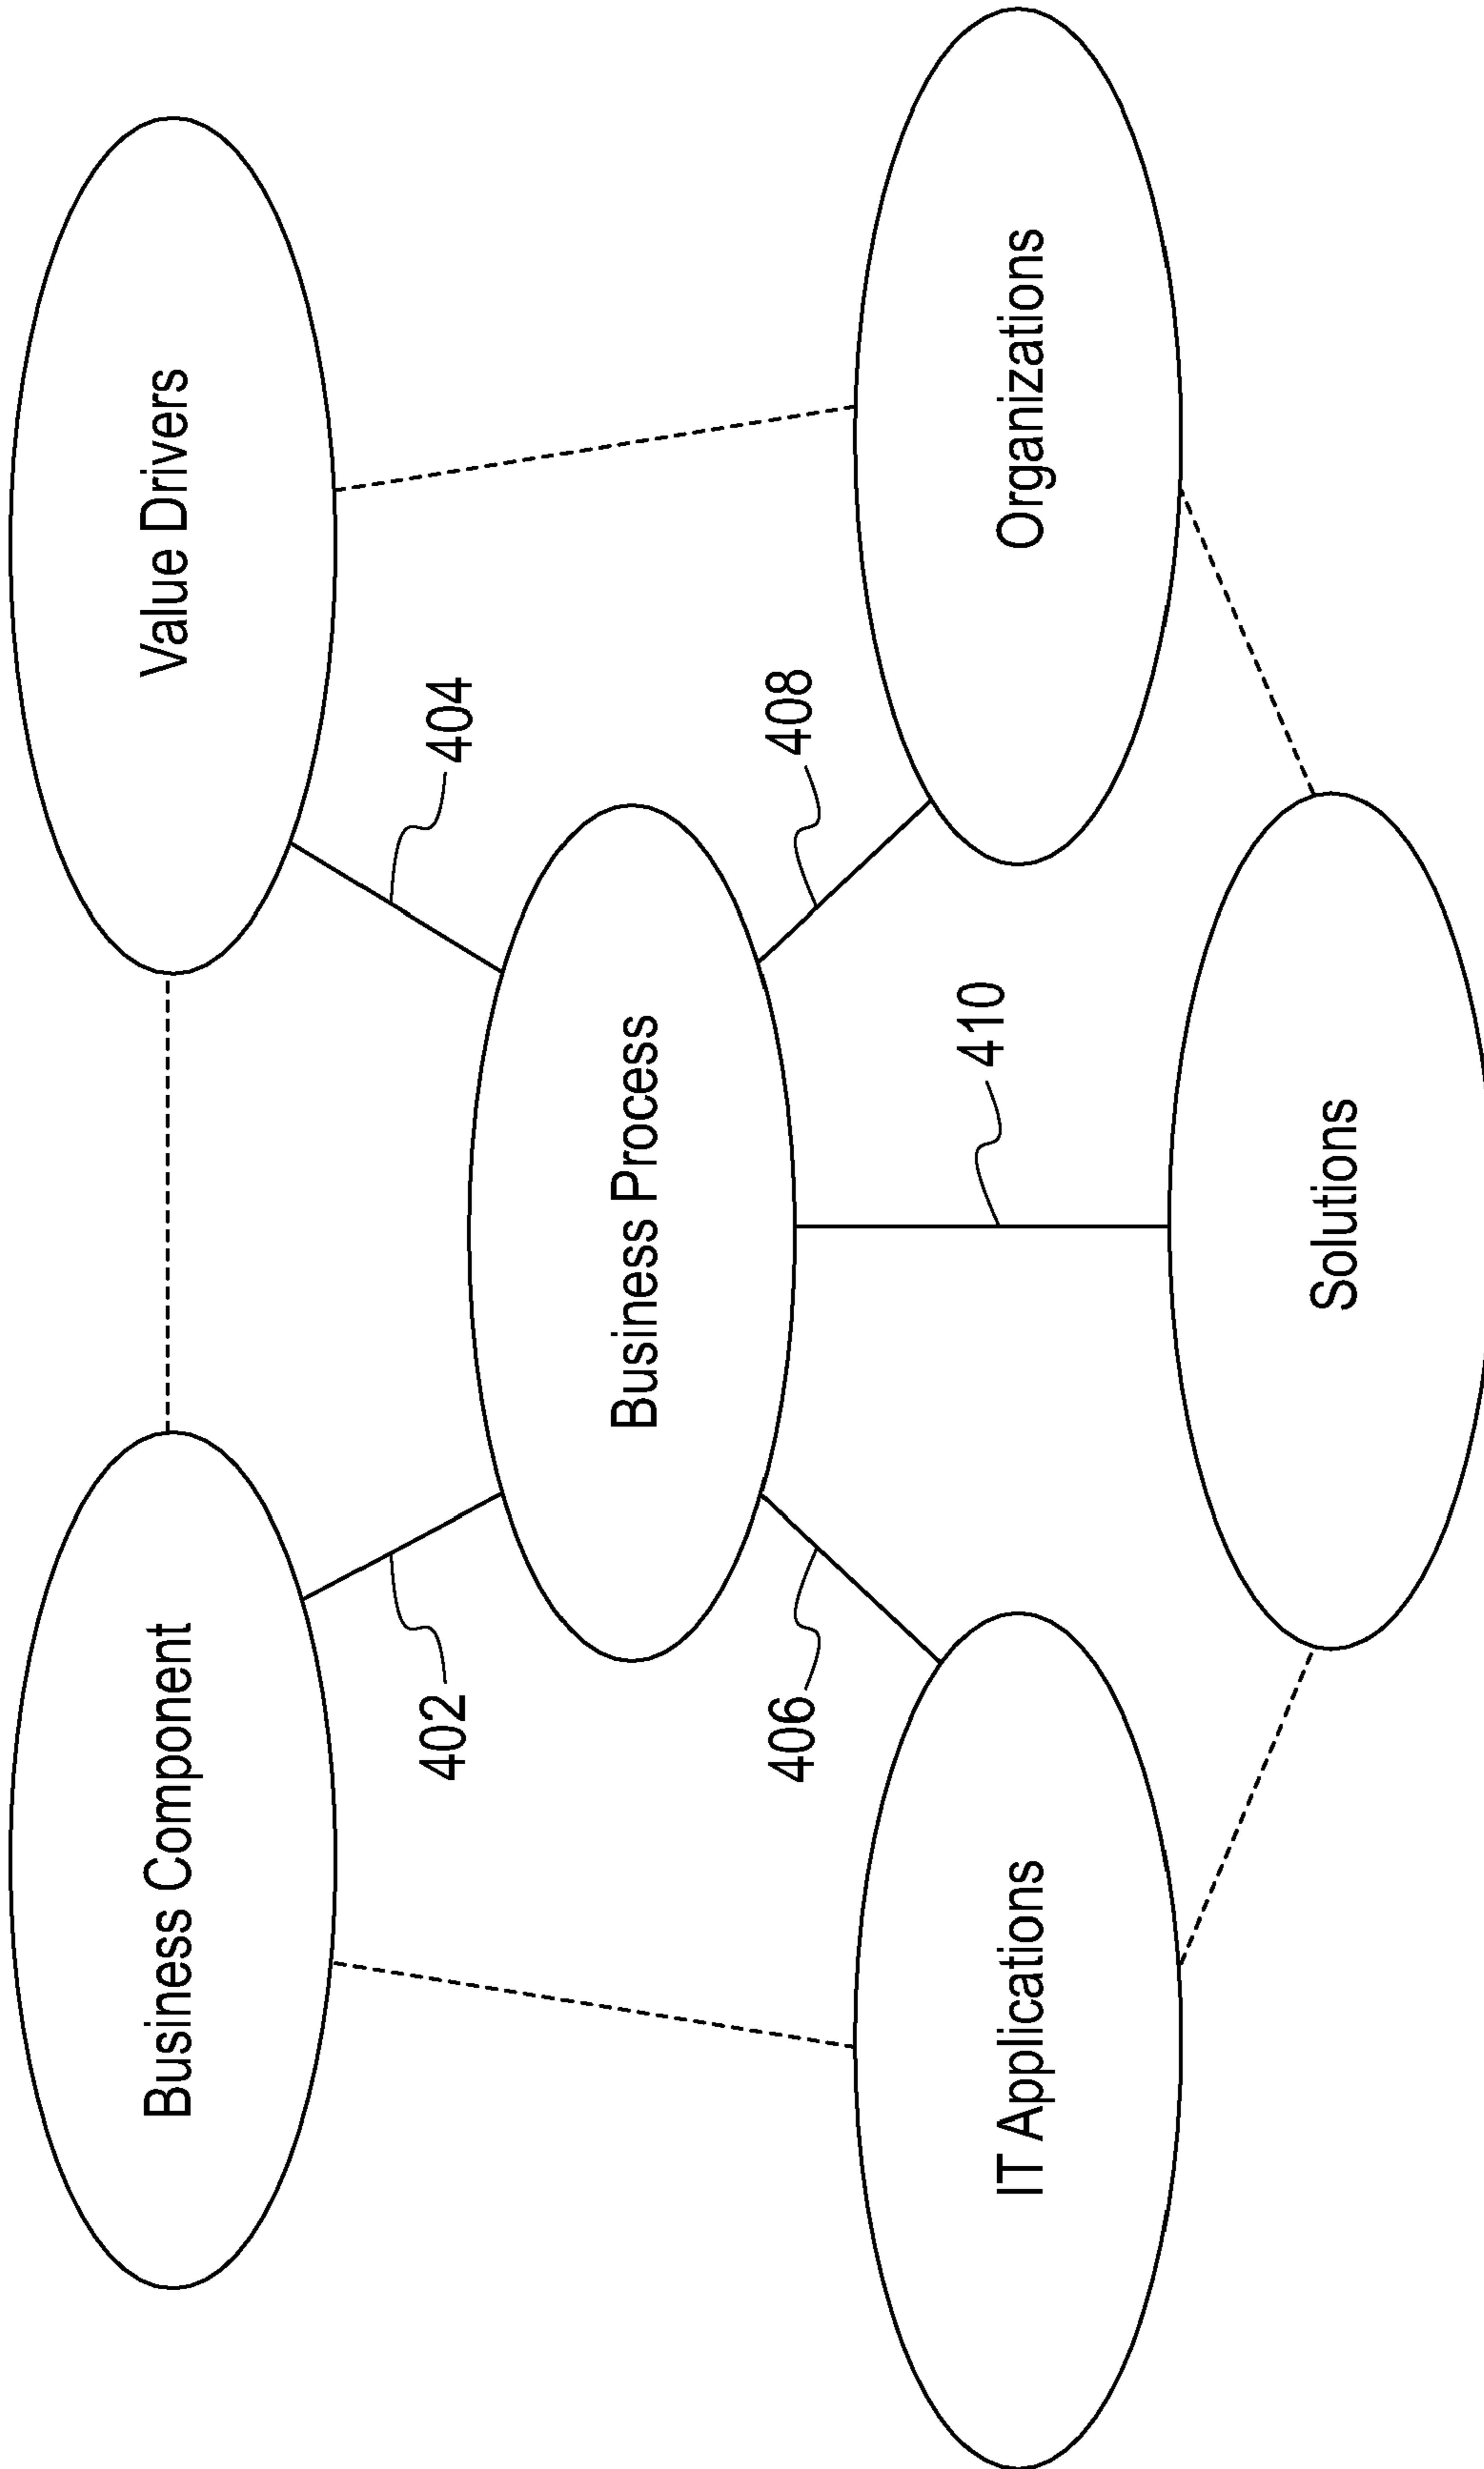 Business Component
Value Drivers
402
404
Business Process
406
408
IT Applications
410
Organizations
Solutions